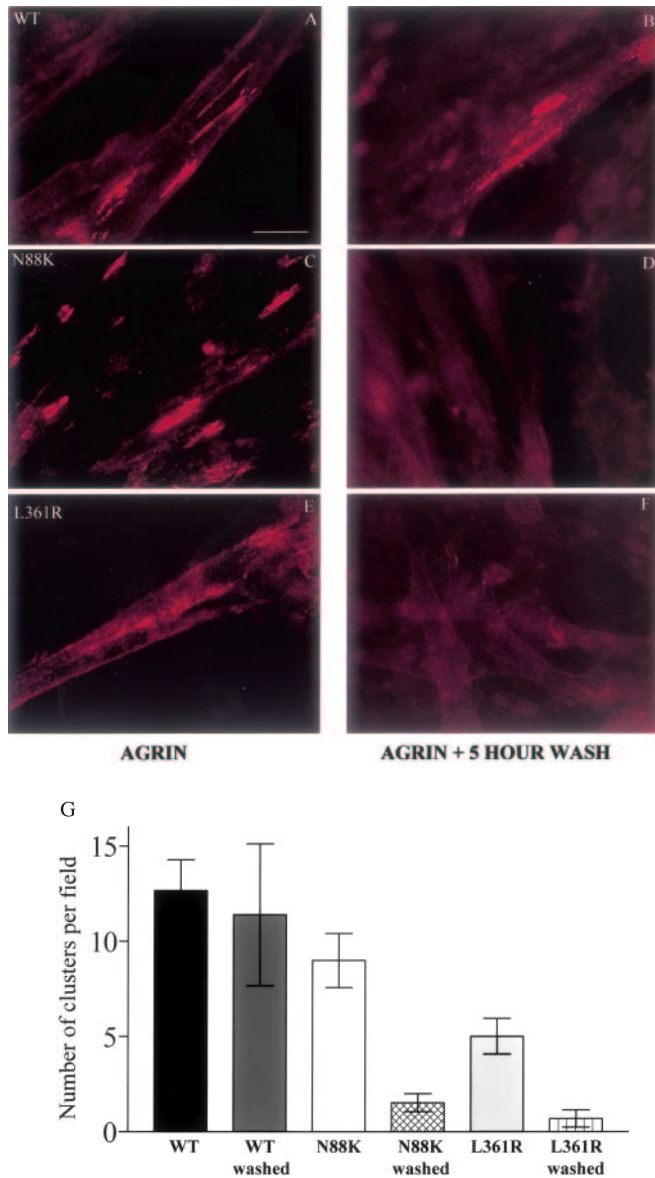 WT A B
N88K C D
L361R E F
AGRIN AGRIN + 5 HOUR WASH
G
15
10
5
0
Number of clusters per field
WT WT washed N88K N88K washed L361R L361R washed